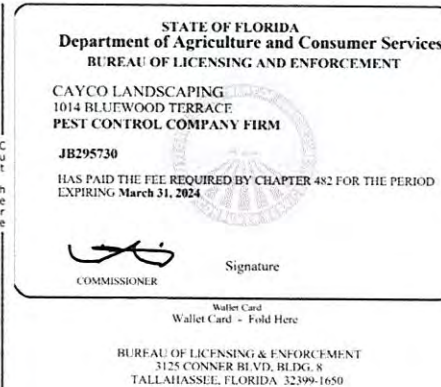 STATE OF FLORIDA
Department of Agriculture and Consumer Services
BUREAU OF LICENSING AND ENFORCEMENT
CAYCO LANDSCAPING
1014 BLUEWOOD TERRACE
PEST CONTROL COMPANY FIRM
JB295730
HAS PAID THE FEE REQUIRED BY CHAPTER 482 FOR THE PERIOD
EXPIRING March 31, 2024
Signature
COMMISSIONER
Wallet Card
Wallet Card - Fold Here
BUREAU OF LICENSING & ENFORCEMENT
3125 CONNER BLVD, BLDG. 8
TALLAHASSEE, FLORIDA 32399-1650
Cut here